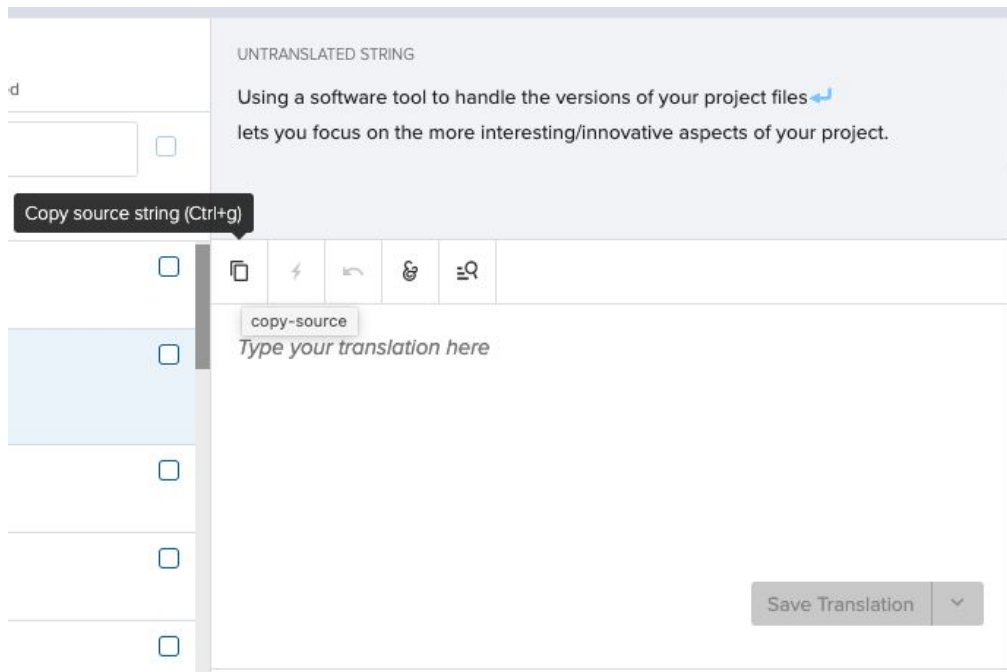 UNTRANSLATED STRING
ed
Using a software tool to handle the versions of your project files
lets you focus on the more interesting/innovative aspects of your project.
Copy source string (Ctrl+g)
copy-source
Type your translation here
Save Translation